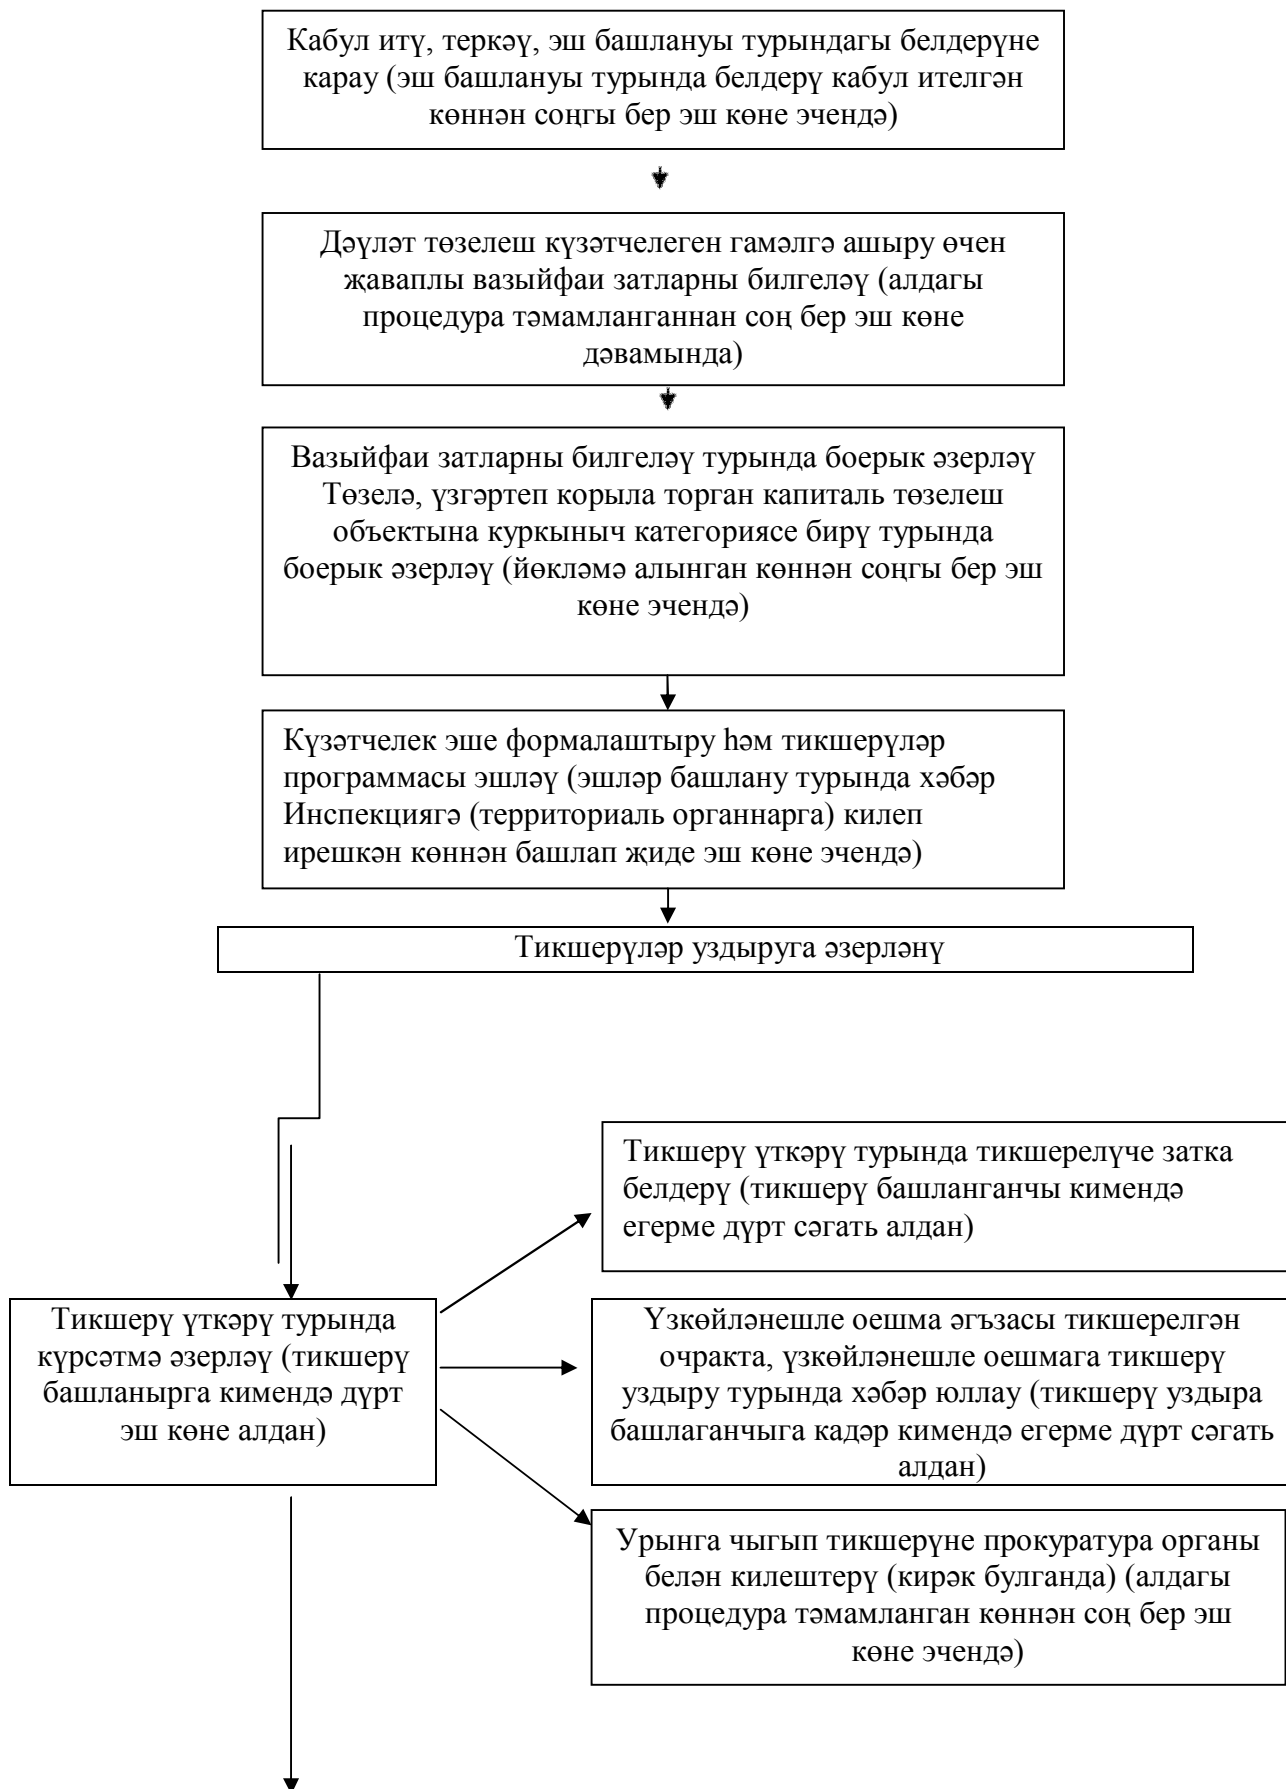 Кабул итү, теркәү, эш башлануы турындагы белдерүне
карау (эш башлануы турында белдерү кабул ителгән
көннән соңгы бер эш көне эчендә)
Дәүләт төзелеш күзәтчелеген гамәлгә ашыру өчен
җаваплы вазыйфаи затларны билгеләү (алдагы
процедура тәмамланганнан соң бер эш көне
дәвамында)
Вазыйфаи затларны билгеләү турында боерык әзерләү
Төзелә, үзгәртеп корыла торган капиталь төзелеш
объектына куркыныч категориясе бирү турында
боерык әзерләү (йөкләмә алынган көннән соңгы бер эш
көне эчендә)
Күзәтчелек эше формалаштыру һәм тикшерүләр
программасы эшләү (эшләр башлану турында хәбәр
Инспекциягә (территориаль органнарга) килеп
ирешкән көннән башлап җиде эш көне эчендә)
Тикшерүләр уздыруга әзерләнү
Тикшерү үткәрү турында тикшерелүче затка
белдерү (тикшерү башланганчы кимендә
егерме дүрт сәгать алдан)
Тикшерү үткәрү турында
күрсәтмә әзерләү (тикшерү
башланырга кимендә дүрт
эш көне алдан)
Үзкөйләнешле оешма әгъзасы тикшерелгән
очракта, үзкөйләнешле оешмага тикшерү
уздыру турында хәбәр юллау (тикшерү уздыра
башлаганчыга кадәр кимендә егерме дүрт сәгать
алдан)
Урынга чыгып тикшерүне прокуратура органы
белән килештерү (кирәк булганда) (алдагы
процедура тәмамланган көннән соң бер эш
көне эчендә)